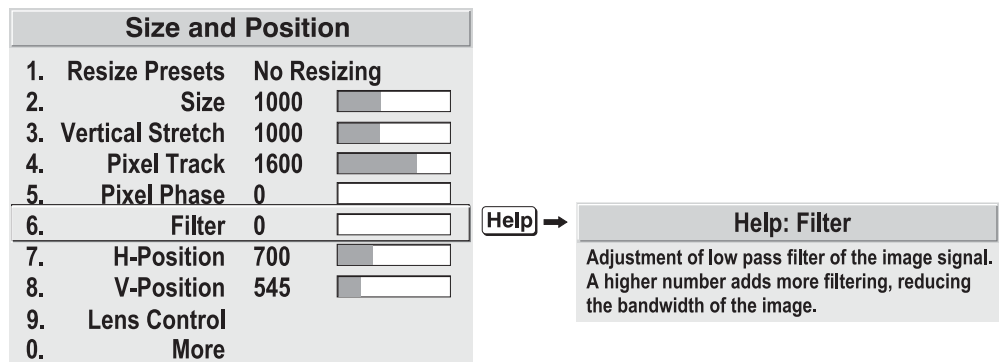 Size and Position
1. Resize Presets No Resizing
2. Size 1000
3. Vertical Stretch 1000
4. Pixel Track 1600
5. Pixel Phase 0
6. Filter 0
7. H-Position 700
8. V-Position 545
9. Lens Control
0. More
Help
Help: Filter
Adjustment of low pass filter of the image signal.
A higher number adds more filtering, reducing
the bandwidth of the image.